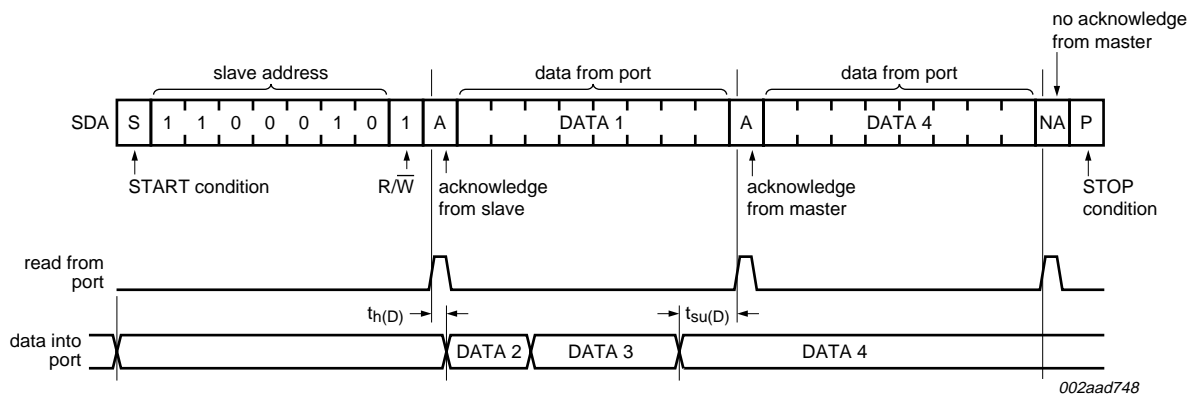 no acknowledge
from master
slave address
data from port
data from port
SDA S 1 1 0 0 0 1 0 1 A DATA 1 A DATA 4 NA P
START condition
R/W̅
acknowledge
from slave
acknowledge
from master
STOP
condition
read from
port
th(D)
tsu(D)
data into
port
DATA 2 DATA 3 DATA 4
002aad748